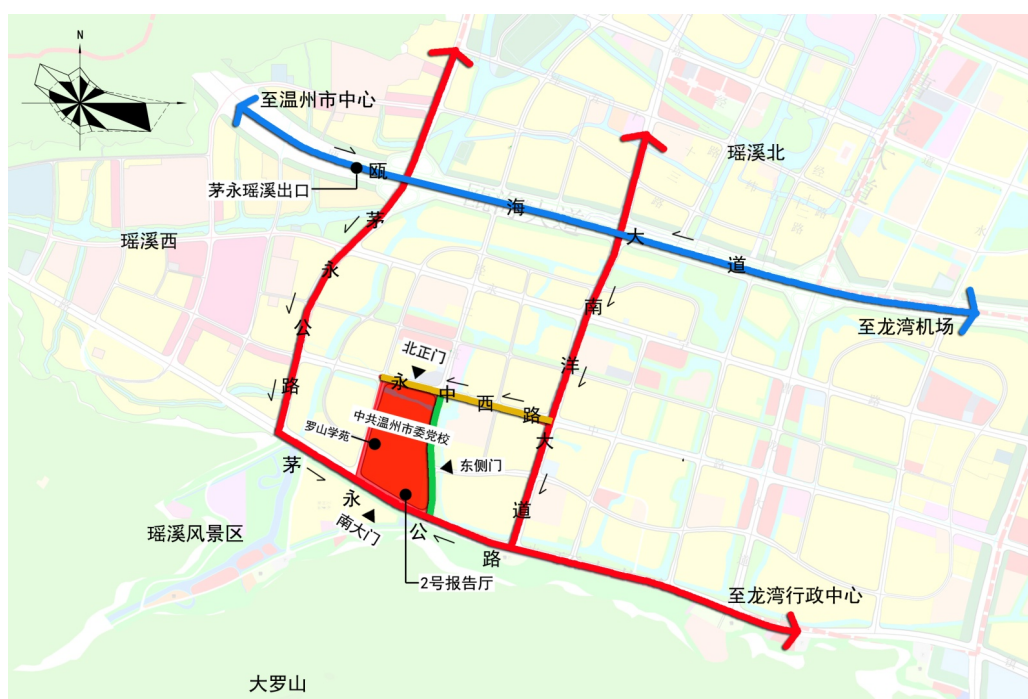 N
至温州市中心
瑶溪北
茅永瑶溪出口
瓯海大道
瑶溪西
茅永公路
南洋大道
至龙湾机场
北正门
永中西路
中共温州市委党校
罗山学苑
东侧门
茅永公路
南大门
瑶溪风景区
2号报告厅
至龙湾行政中心
大罗山